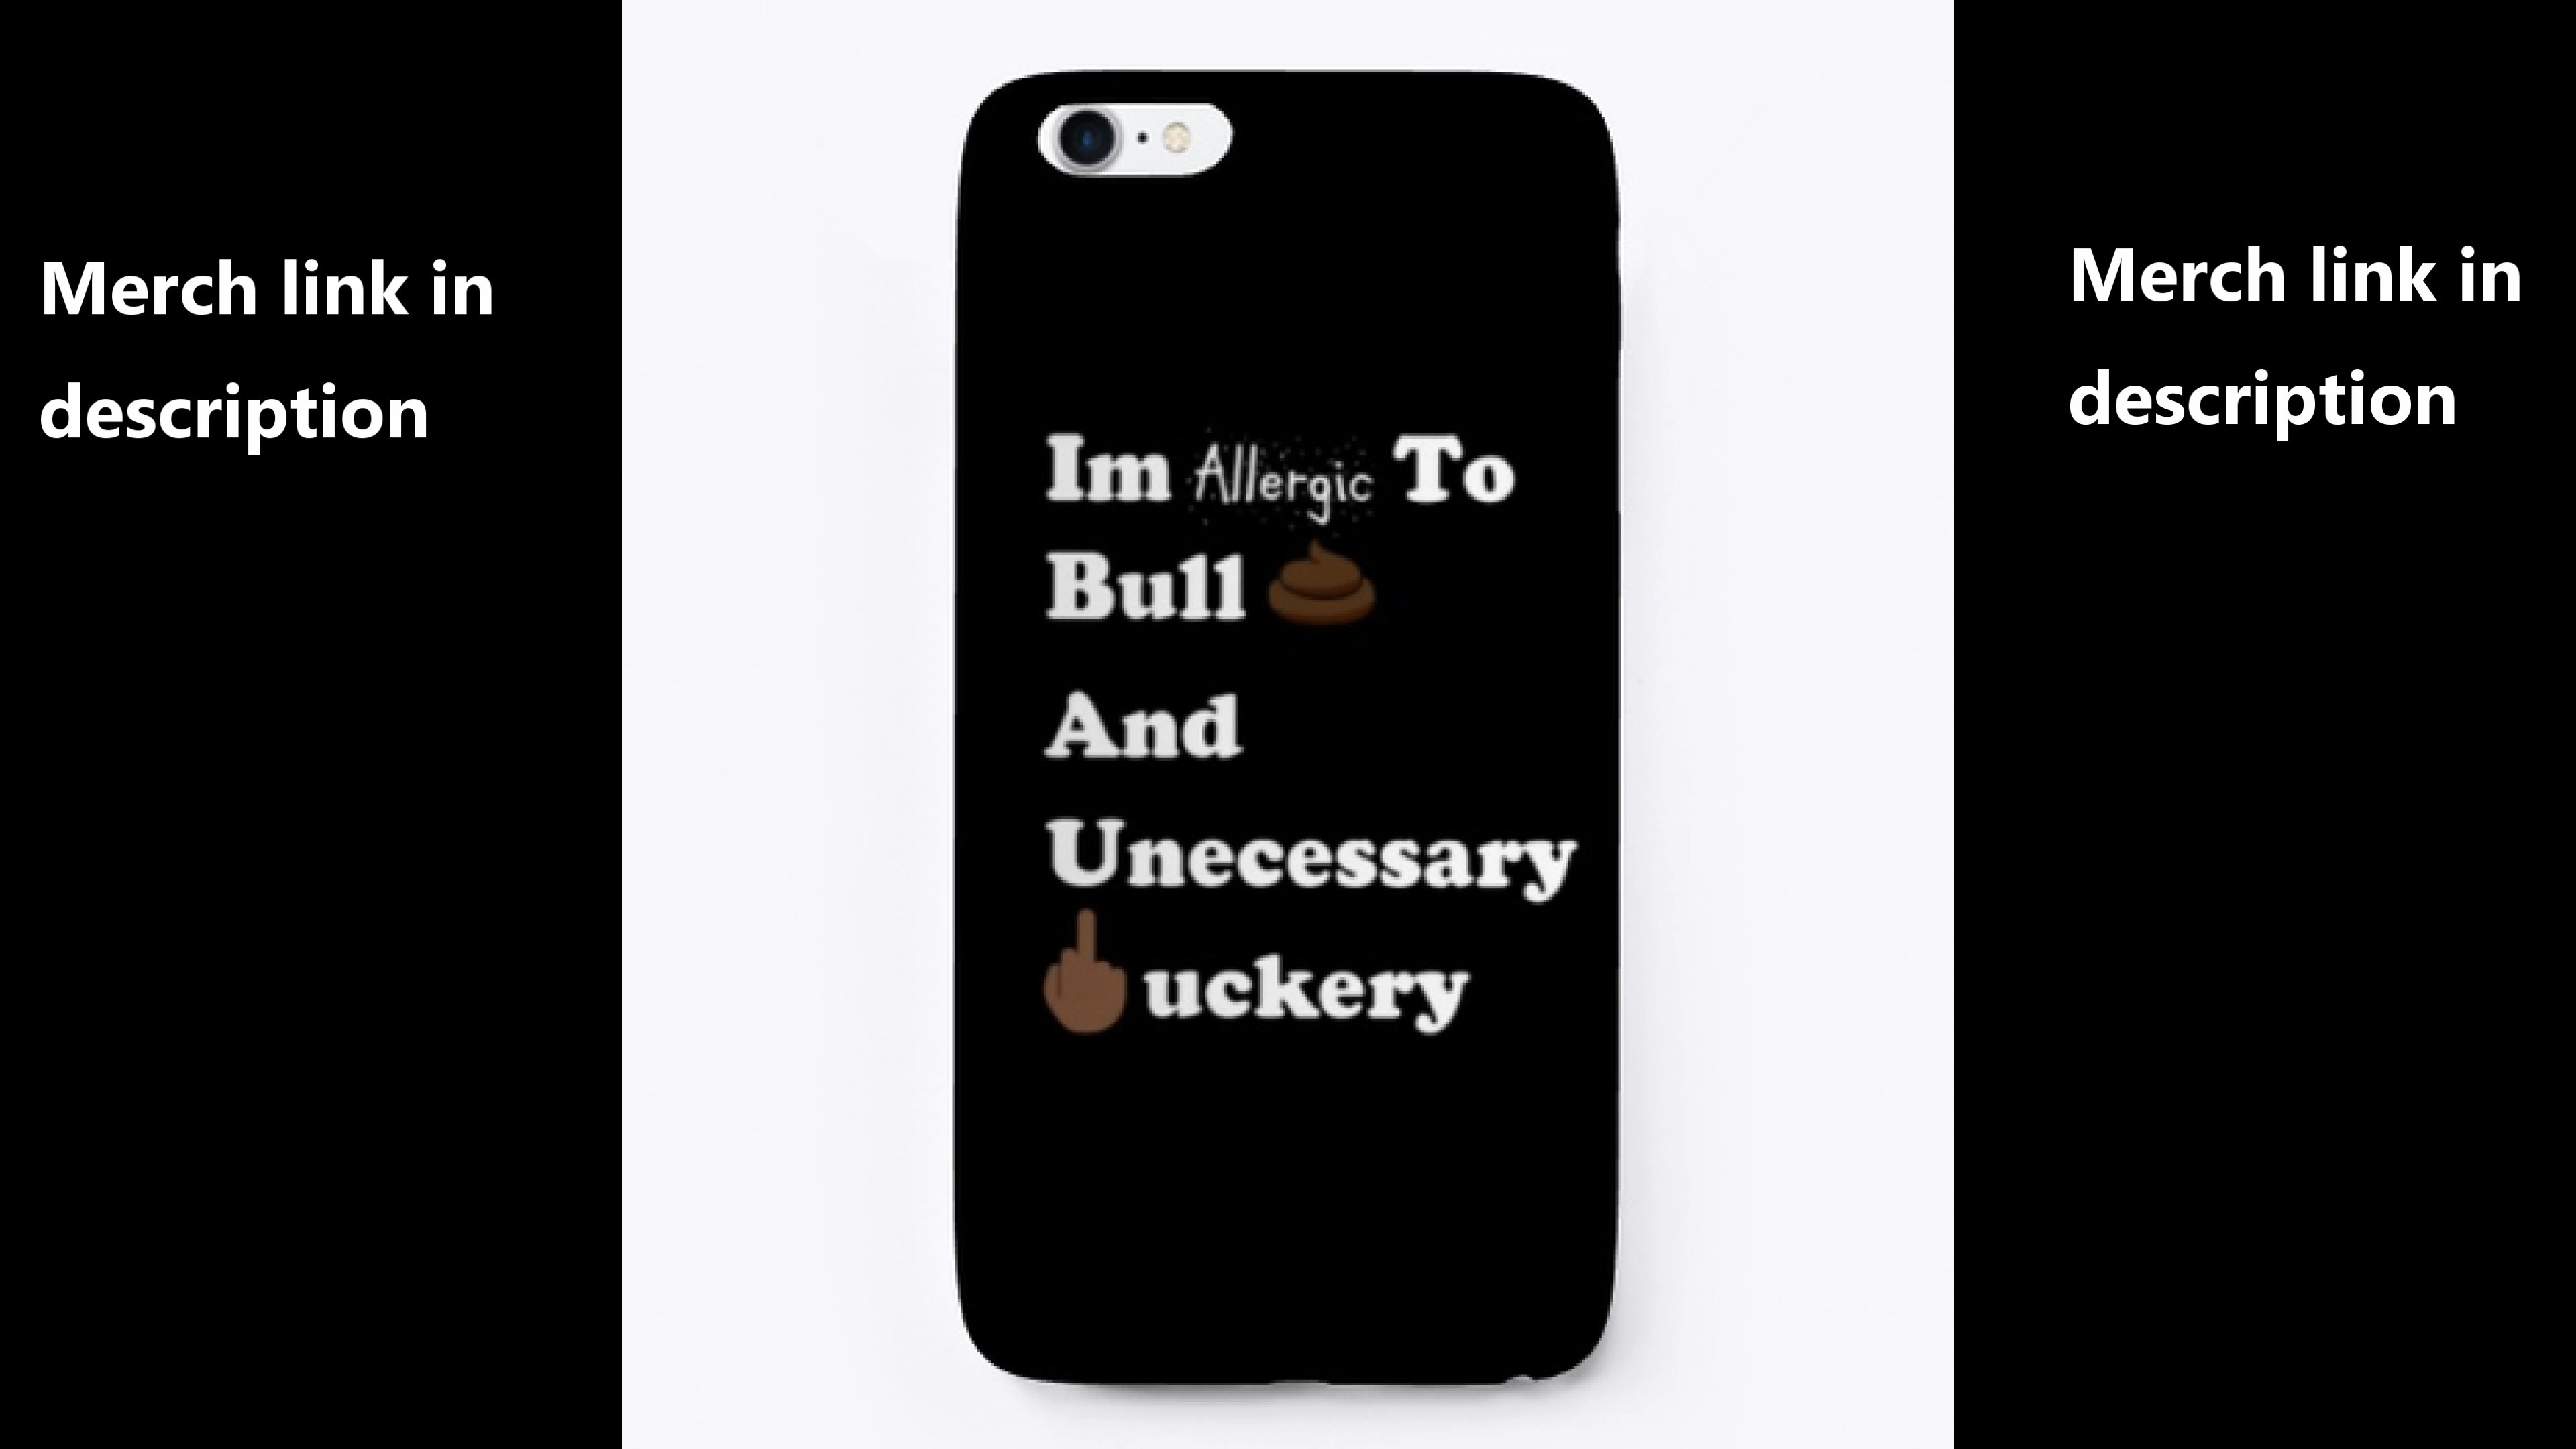 Merch link in
description
Im Allergic To
Bull 💩
And
Unecessary
🖕🏾uckery
Merch link in
description